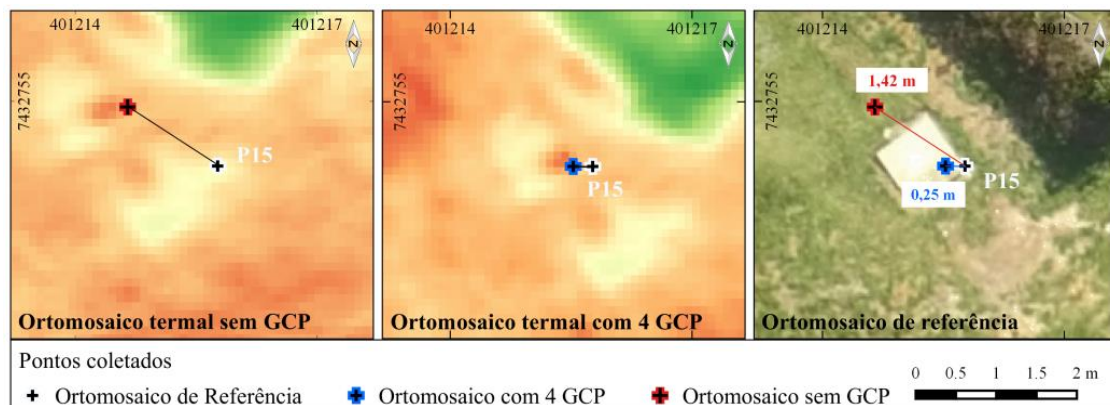 401214 401217
7432755
N
P15
Ortomosaico termal sem GCP
401214 401217
7432755
N
P15
Ortomosaico termal com 4 GCP
401214 401217
7432755
N
1,42 m
P15
0,25 m
Ortomosaico de referência
Pontos coletados
Ortomosaico de Referência Ortomosaico com 4 GCP Ortomosaico sem GCP
0 0.5 1 1.5 2 m